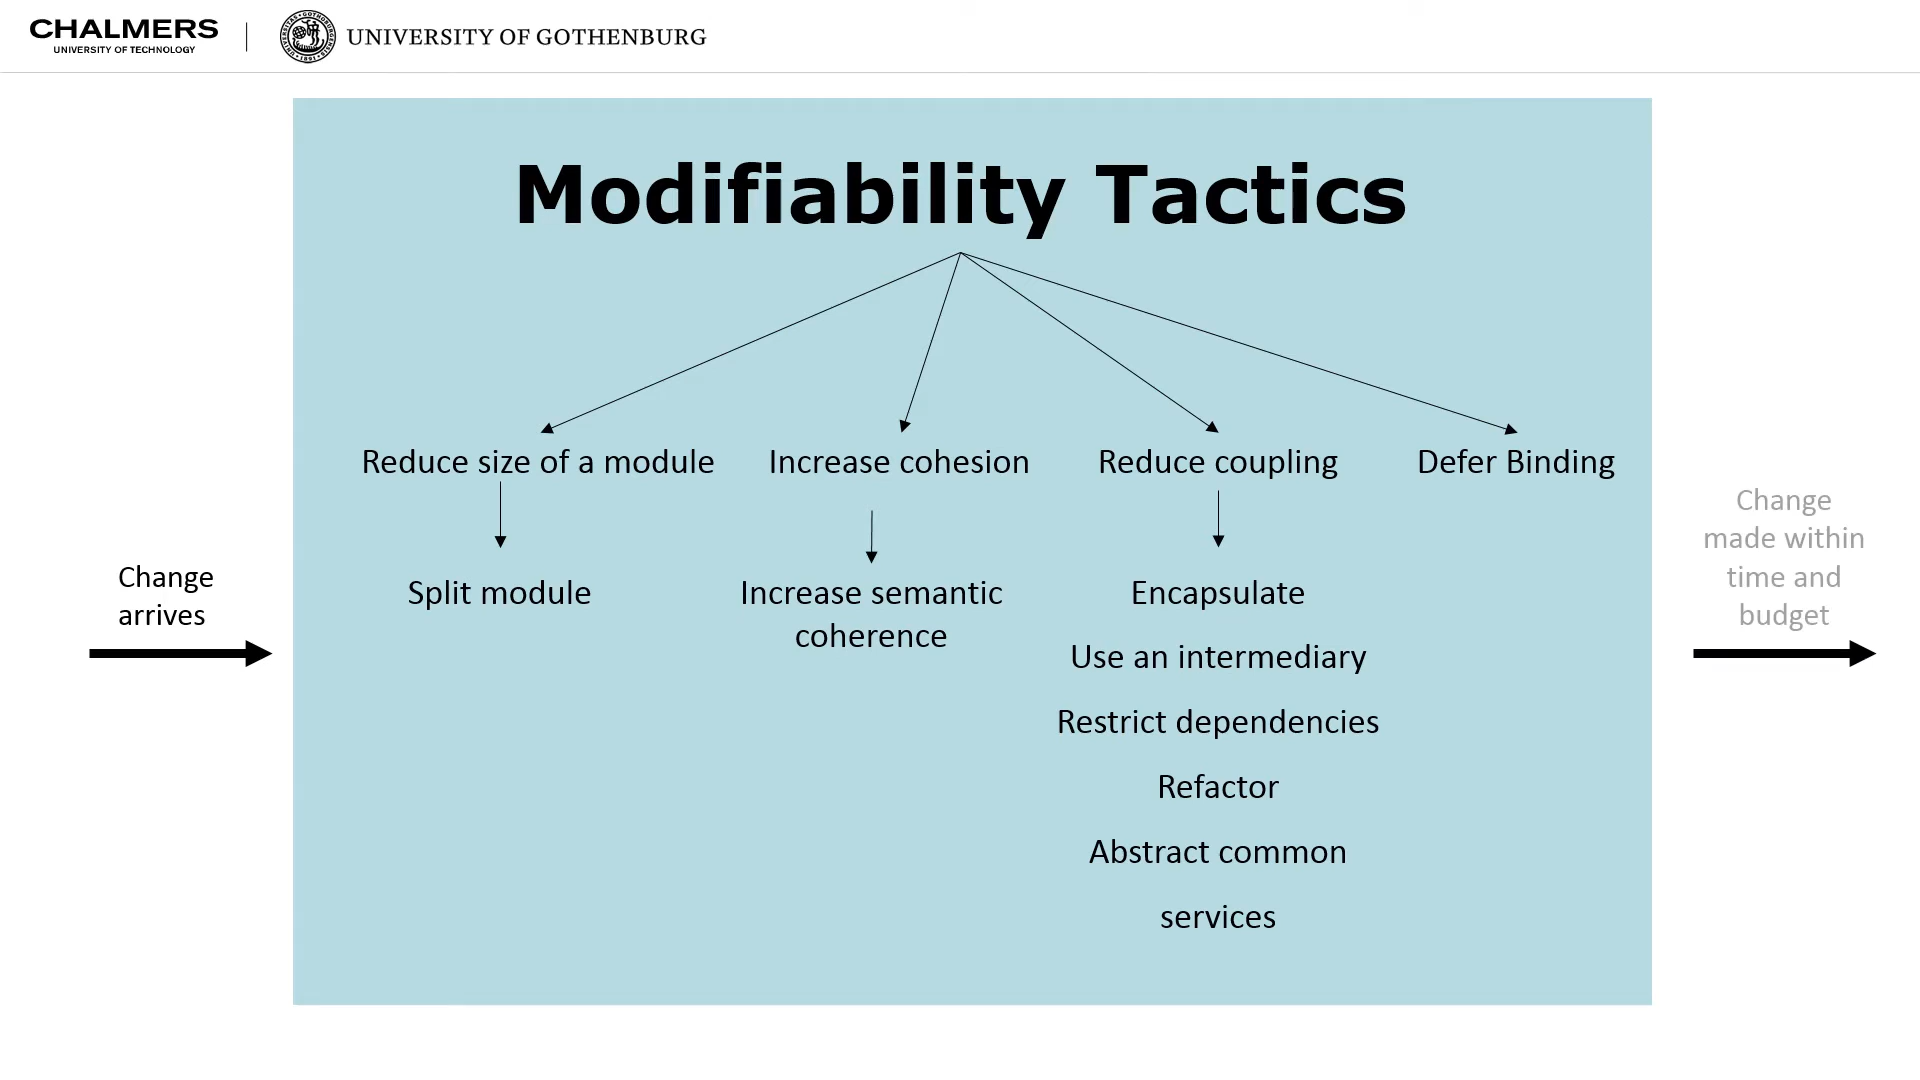 CHALMERS
UNIVERSITY OF TECHNOLOGY
UNIVERSITY OF GOTHENBURG
Modifiability Tactics
Reduce size of a module
Increase cohesion
Reduce coupling
Defer Binding
Change
arrives
Split module
Increase semantic
coherence
Encapsulate
Use an intermediary
Restrict dependencies
Refactor
Abstract common
services
Change
made within
time and
budget